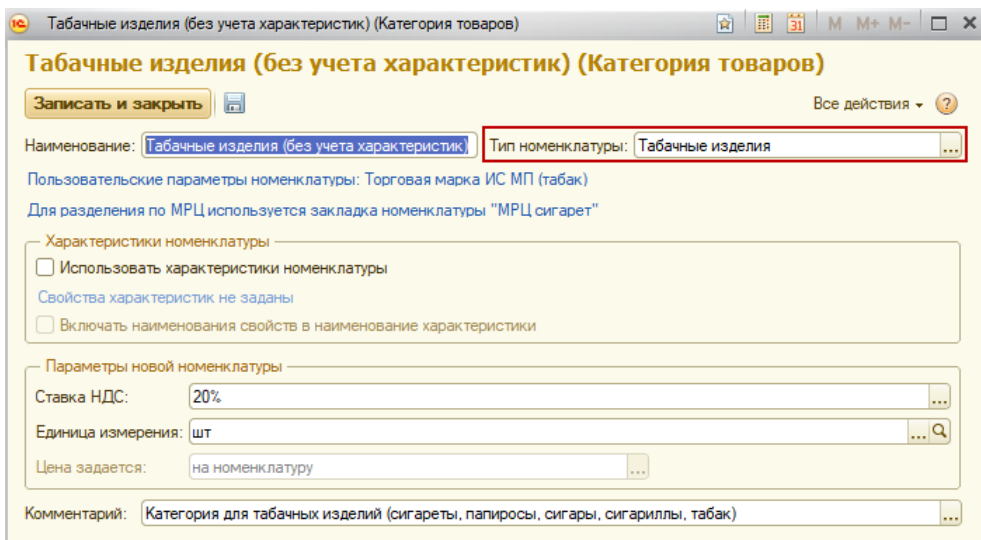 Табачные изделия (без учета характеристик) (Категория товаров) 31 M M+ M-
Табачные изделия (без учета характеристик) (Категория товаров)
Записать и закрыть Все действия ?
Наименование: Табачные изделия (без учета характеристик) Тип номенклатуры: Табачные изделия ...
Пользовательские параметры номенклатуры: Торговая марка ИС МП (табак)
Для разделения по МРЦ используется закладка номенклатуры "МРЦ сигарет"
Характеристики номенклатуры
Использовать характеристики номенклатуры
Свойства характеристик не заданы
Включать наименования свойств в наименование характеристики
Параметры новой номенклатуры
Ставка НДС: 20% ...
Единица измерения: шт ...
Цена задается: на номенклатуру ...
Комментарий: Категория для табачных изделий (сигареты, папиросы, сигары, сигариллы, табак) ...